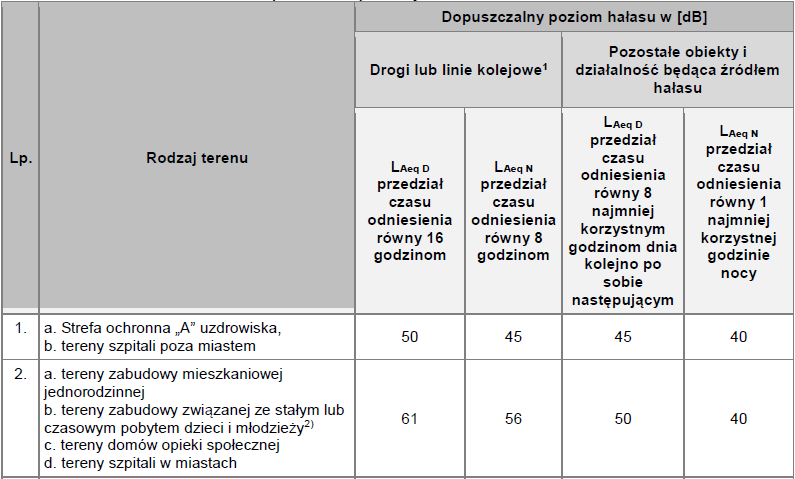 Dopuszczalny poziom hałasu w [dB]
Drogi lub linie kolejowe1
Pozostałe obiekty i
działalność będąca źródłem
hałasu
Lp.
Rodzaj terenu
LAeq D
przedział
czasu
odniesienia
równy 16
godzinom
LAeq N
przedział
czasu
odniesienia
równy 8
godzinom
LAeq D
przedział
czasu
odniesienia
równy 8
najmniej
korzystnym
godzinom dnia
kolejno po
sobie
następującym
LAeq N
przedział
czasu
odniesienia
równy 1
najmniej
korzystnej
godzinie
nocy
1.
a. Strefa ochronna „A” uzdrowiska,
b. tereny szpitali poza miastem
50
45
45
40
2.
a. tereny zabudowy mieszkaniowej
jednorodzinnej
b. tereny zabudowy związanej ze stałym lub
czasowym pobytem dzieci i młodzieży2)
c. tereny domów opieki społecznej
d. tereny szpitali w miastach
61
56
50
40